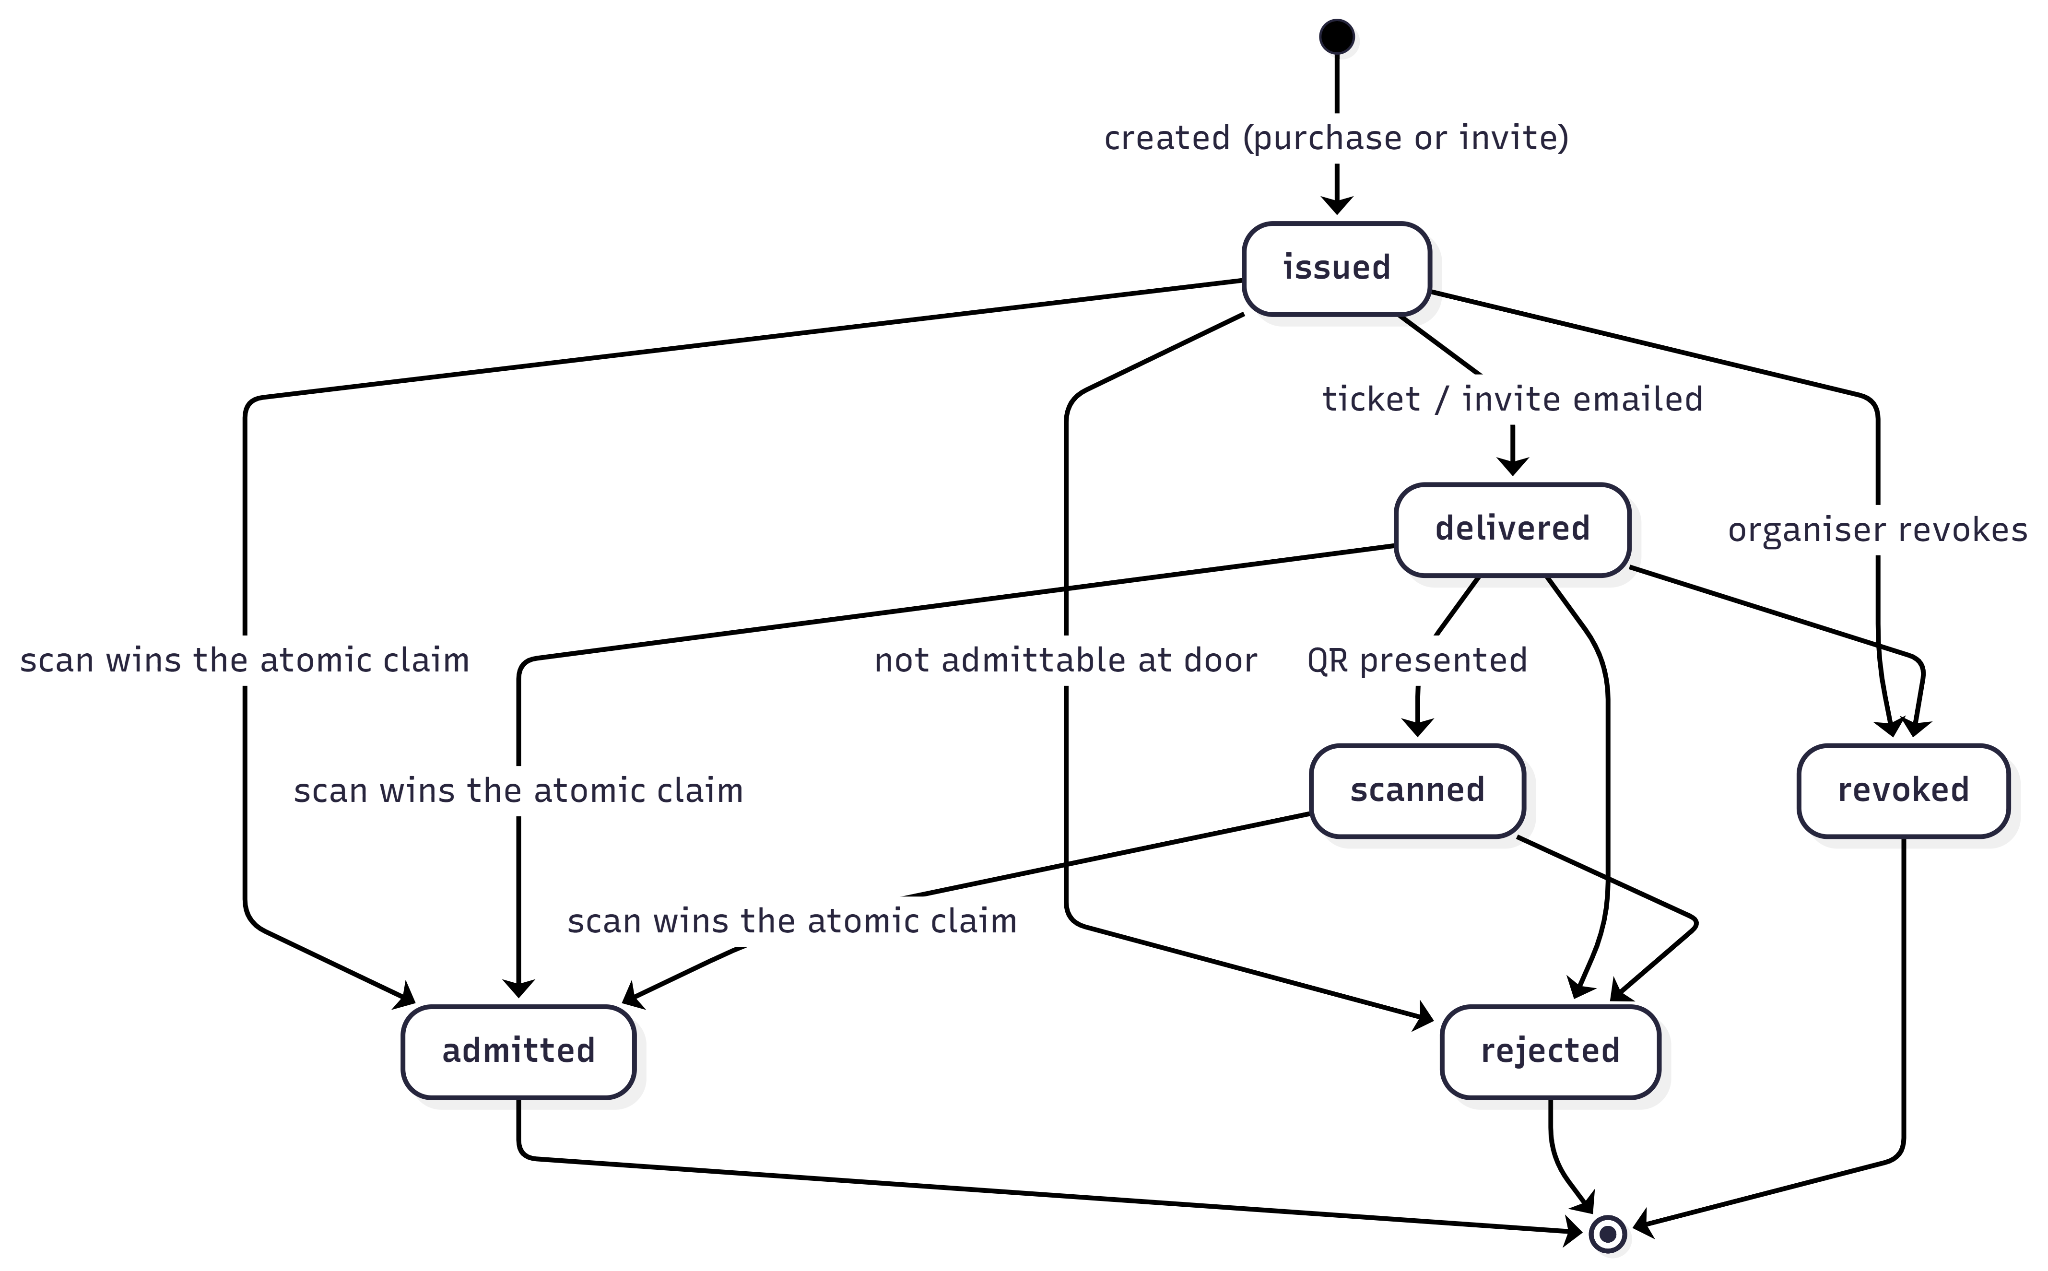 created (purchase or invite)
issued
ticket / invite emailed
delivered
organiser revokes
scan wins the atomic claim
not admittable at door
QR presented
scan wins the atomic claim
scanned
revoked
scan wins the atomic claim
admitted
rejected